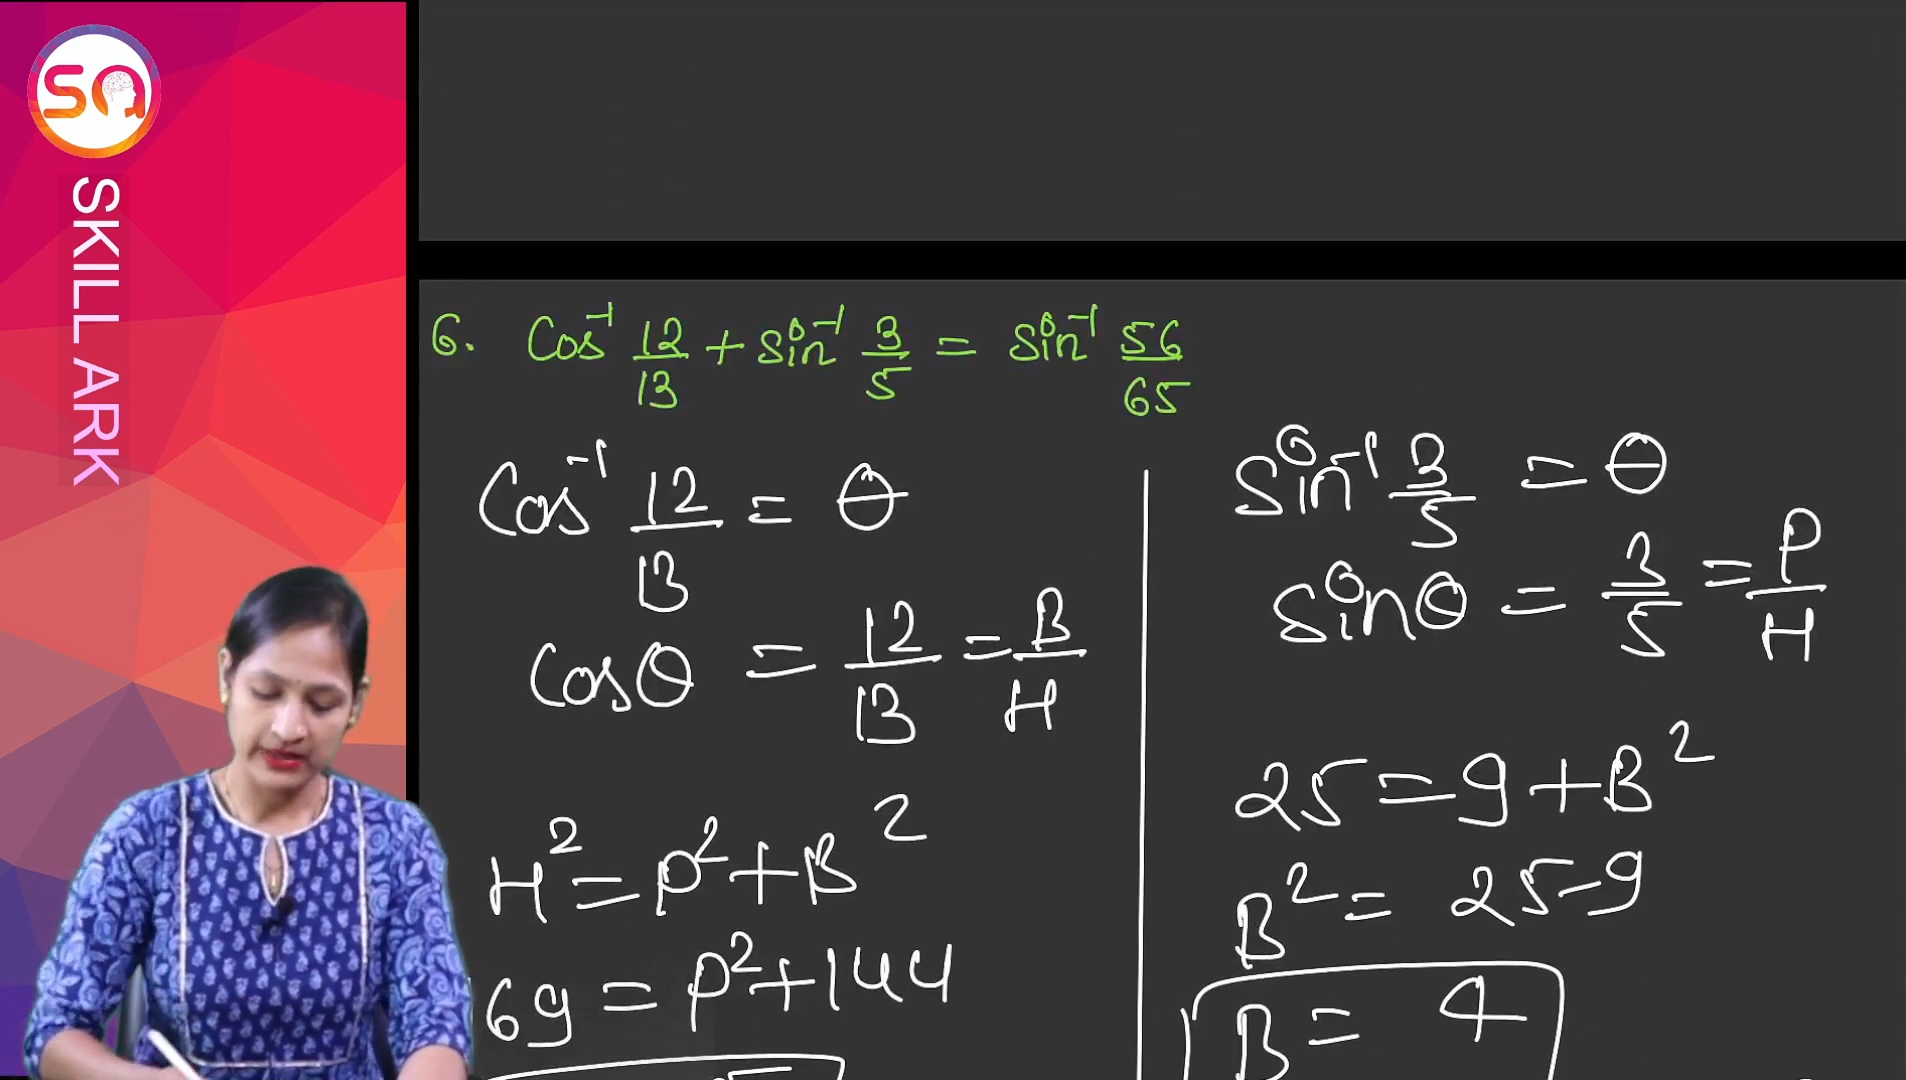 SA
SKILL ARK
6. Cos⁻¹ 12/13 + sin⁻¹ 3/5 = sin⁻¹ 56/65
Cos⁻¹ 12/13 = θ
cosθ = 12/13 = B/H
H² = P² + B²
69 = P² + 144
sin⁻¹ 3/5 = θ
sinθ = 3/5 = P/H
25 = 9 + B²
B² = 25 - 9
B = 4